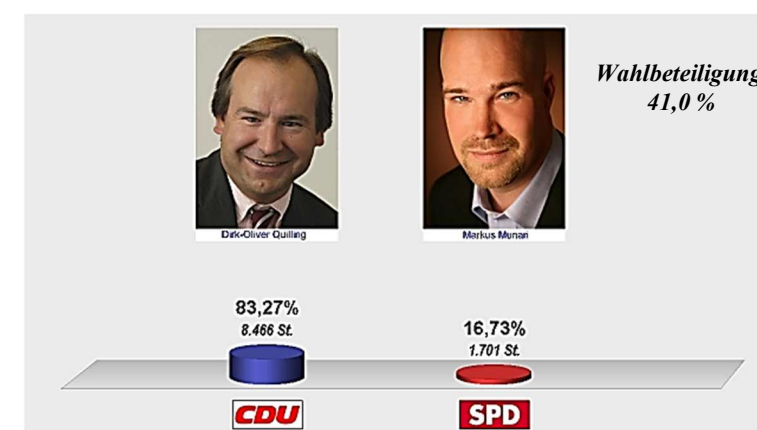 Wahlbeteiligung
41,0 %
Dirk-Oliver Quilling
Markus Munari
83,27%
8.466 St.
16,73%
1.701 St.
CDU
SPD